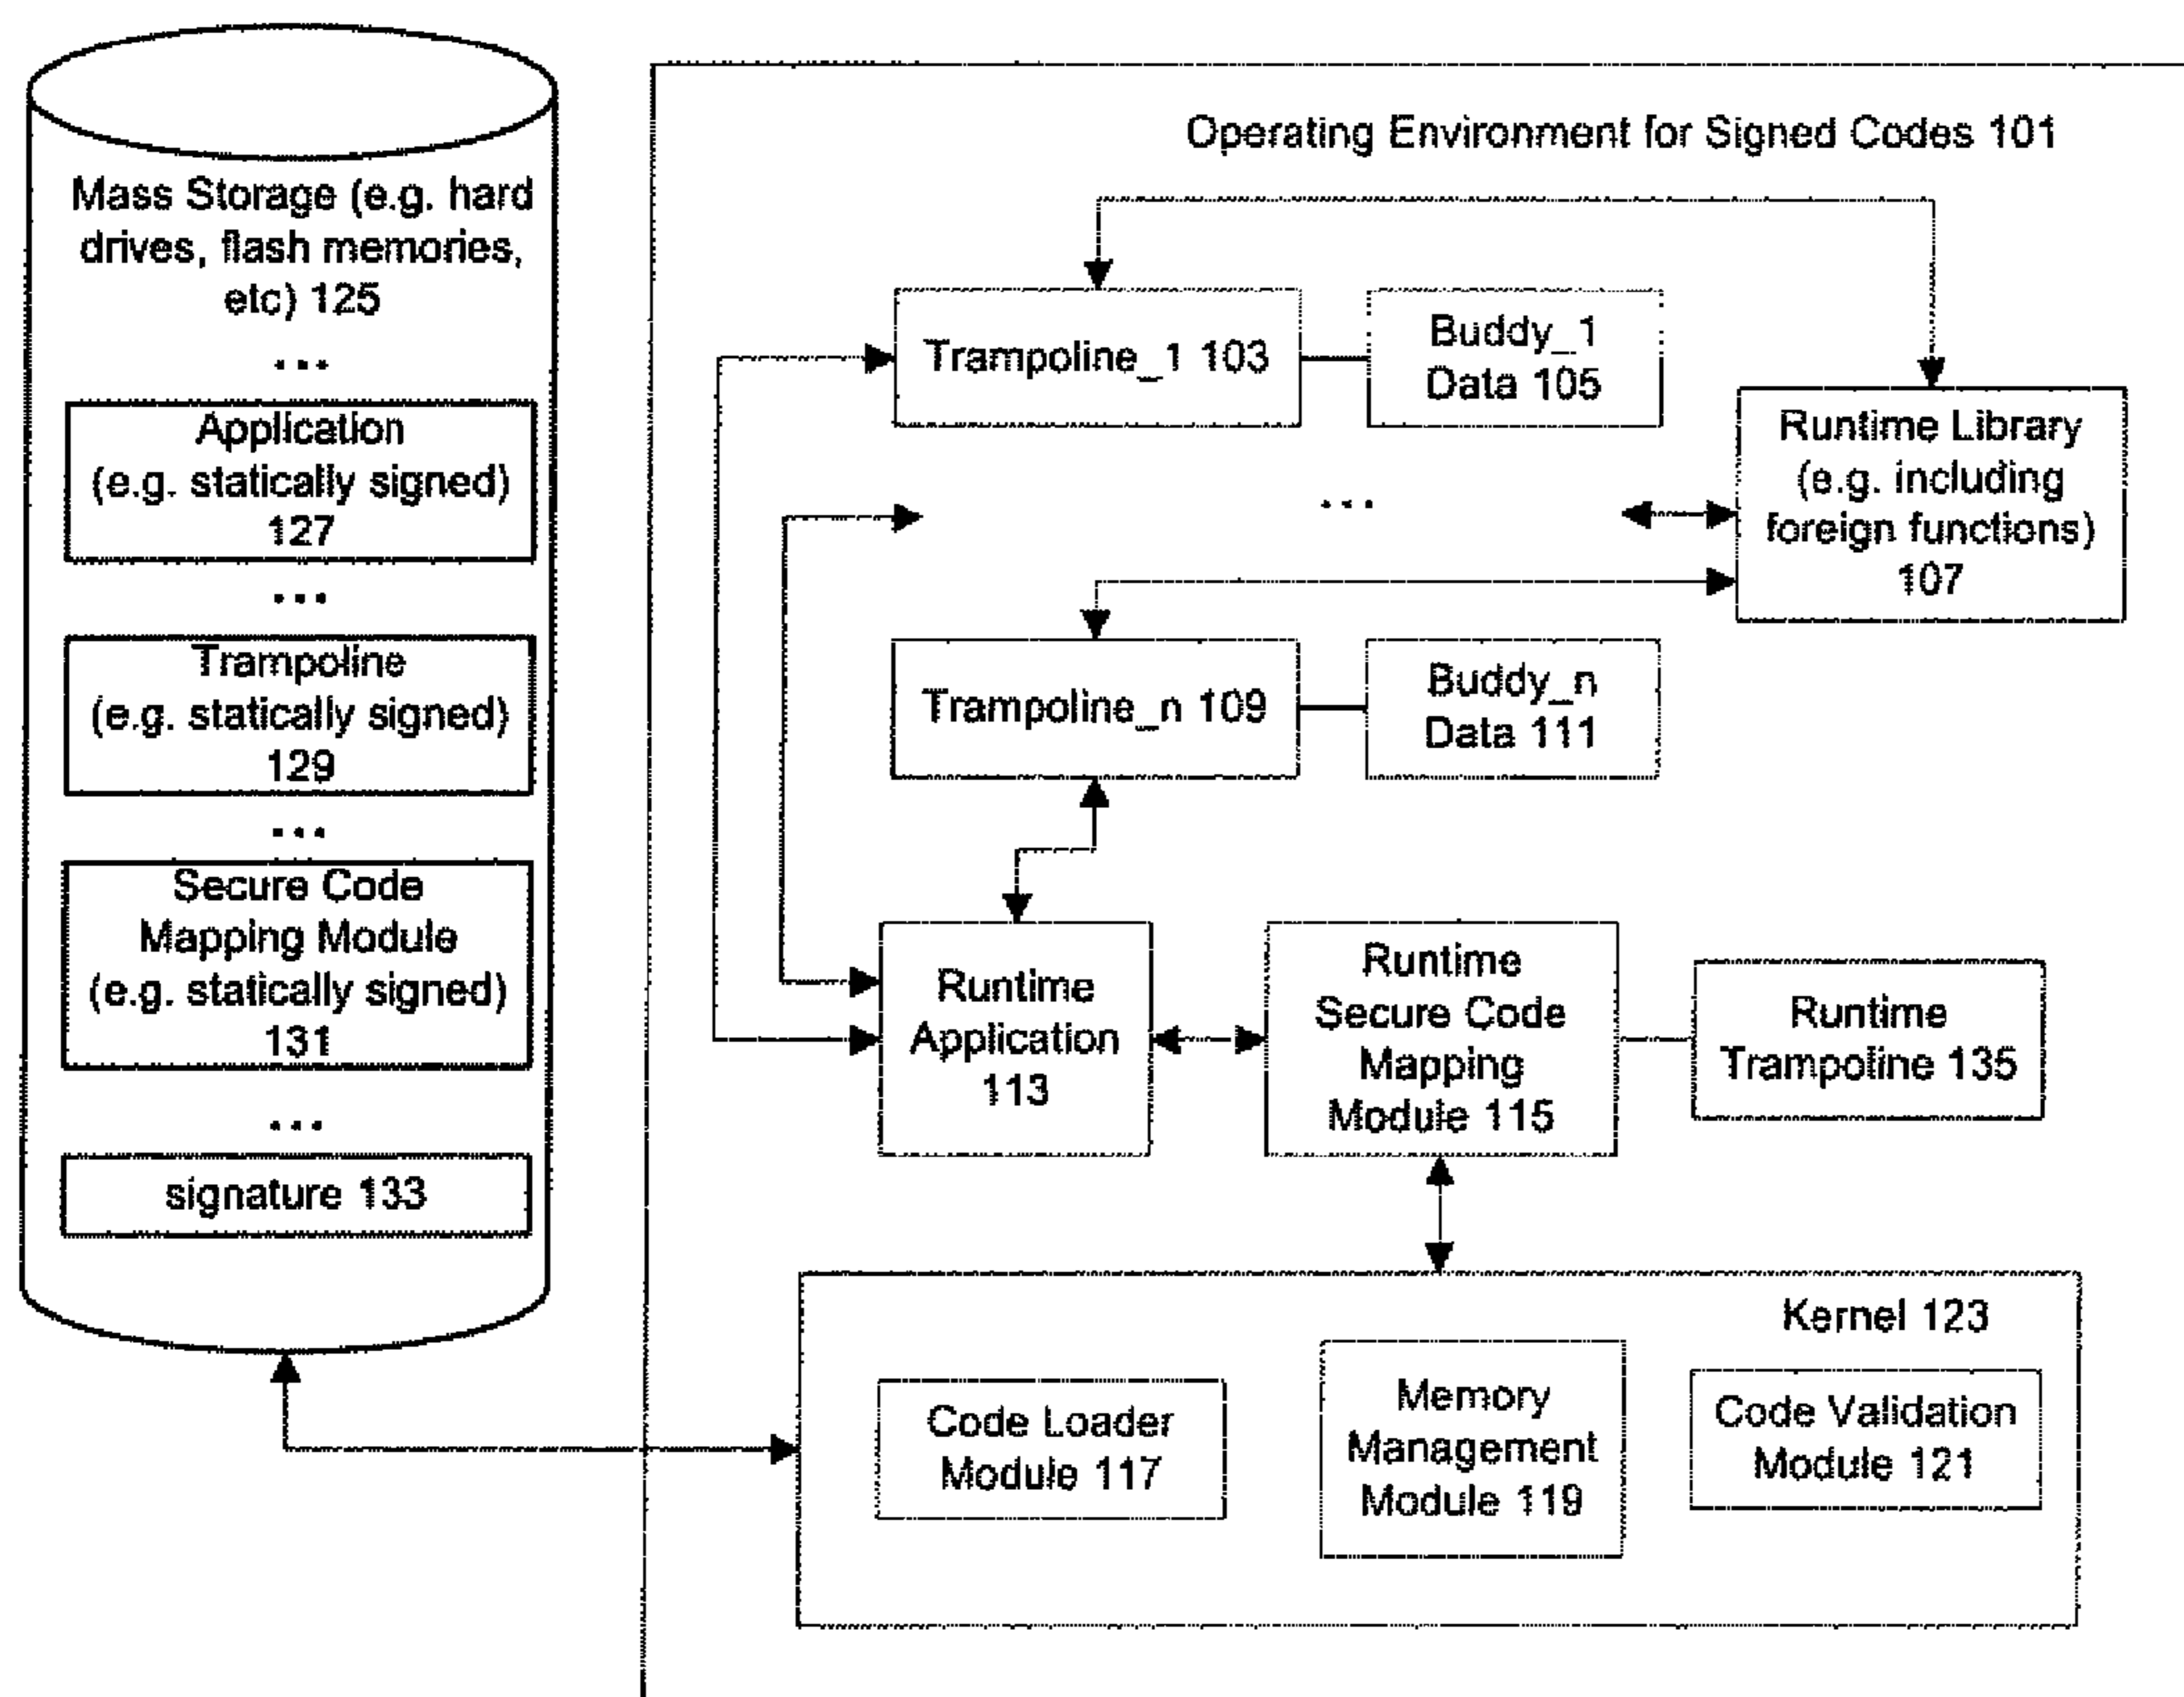 Mass Storage (e.g. hard
drives, flash memories,
etc) 125
...
Application
(e.g. statically signed)
127
...
Trampoline
(e.g. statically signed)
129
...
Secure Code
Mapping Module
(e.g. statically signed)
131
...
signature 133
Operating Environment for Signed Codes 101
Trampoline_1 103
Buddy_1
Data 105
Runtime Library
(e.g. including
foreign functions)
107
...
Trampoline_n 109
Buddy_n
Data 111
Runtime
Application
113
Runtime
Secure Code
Mapping
Module 115
Runtime
Trampoline 135
Kernel 123
Code Loader
Module 117
Memory
Management
Module 119
Code Validation
Module 121